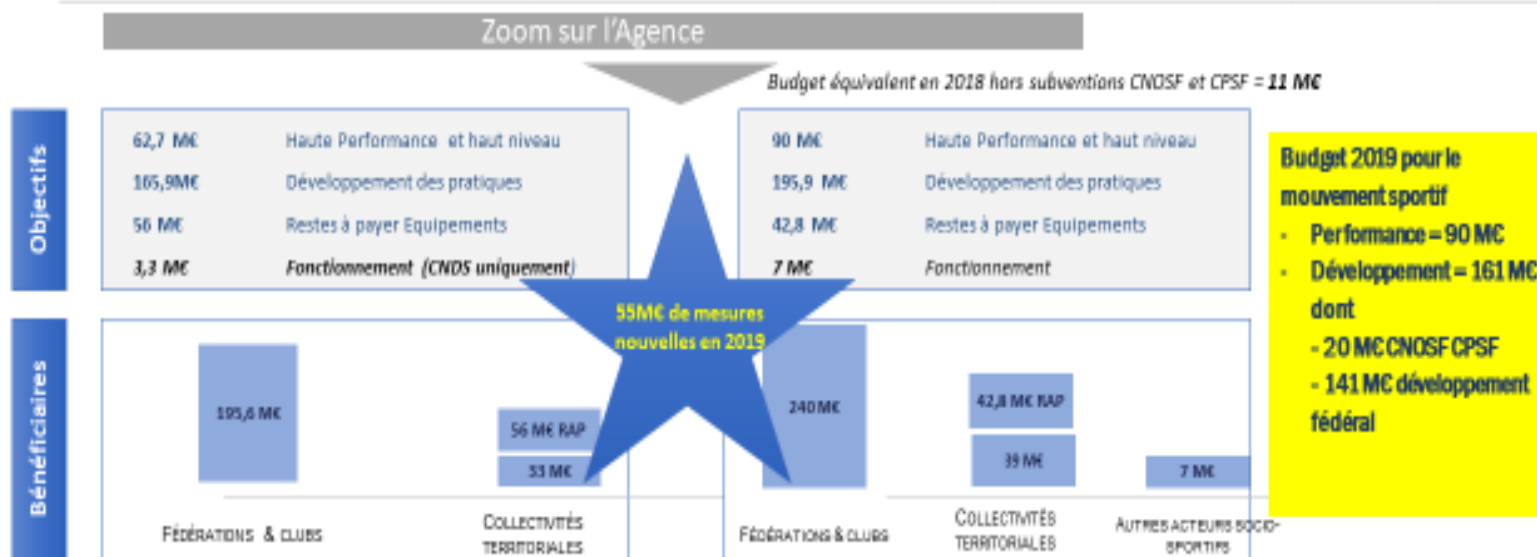 Zoom sur l'Agence
Budget équivalent en 2018 hors subventions CNOSF et CPSF = 11 M€
Objectifs
62,7 M€ Haute Performance et haut niveau
165,9M€ Développement des pratiques
56 M€ Restes à payer Equipements
3,3 M€ Fonctionnement (CNDS uniquement)
90 M€ Haute Performance et haut niveau
195,9 M€ Développement des pratiques
42,8 M€ Restes à payer Equipements
7 M€ Fonctionnement
Budget 2019 pour le
mouvement sportif
- Performance = 90 M€
- Développement = 161 M€
dont
- 20 M€ CNOSF CPSF
- 141 M€ développement
fédéral
55M€ de mesures
nouvelles en 2019
Bénéficiaires
195,6 M€
56 M€ RAP
33 M€
FÉDÉRATIONS & CLUBS
COLLECTIVITÉS
TERRITORIALES
240 M€
42,8 M€ RAP
39 M€
7 M€
FÉDÉRATIONS & CLUBS
COLLECTIVITÉS
TERRITORIALES
AUTRES ACTEURS SOCIO-
SPORTIFS